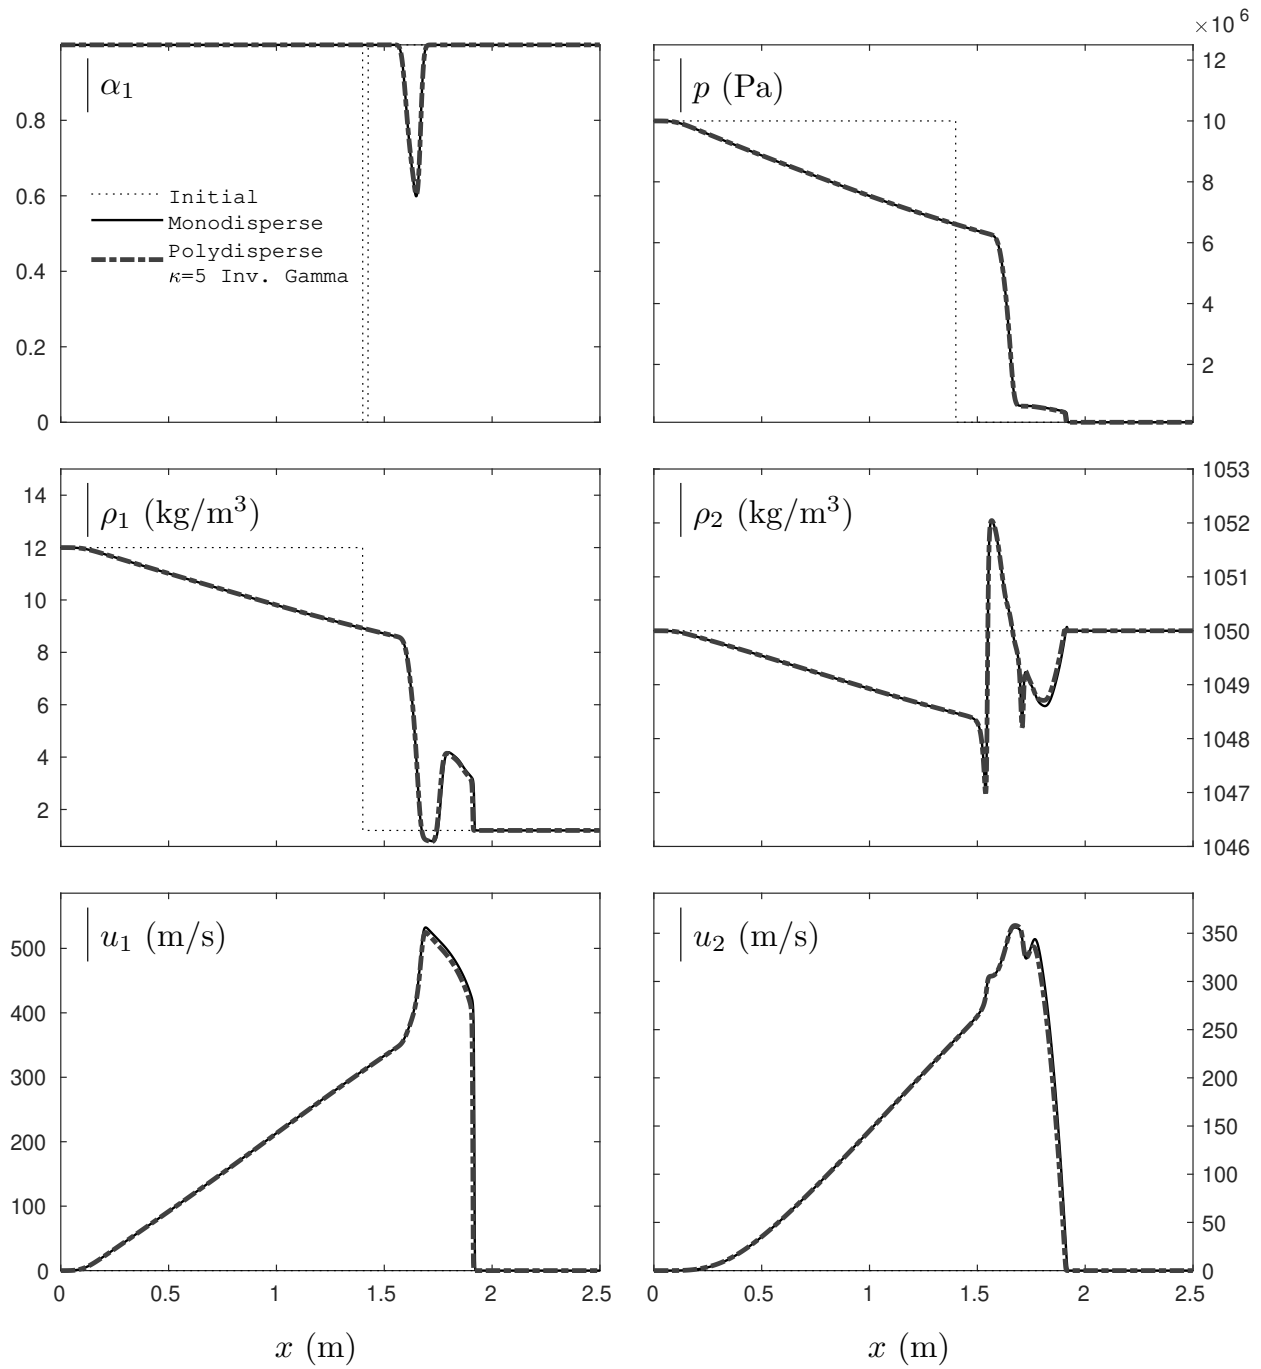 ×10⁶
α₁
p (Pa)
0.8
0.6
0.4
0.2
0
Initial
Monodisperse
Polydisperse
κ=5 Inv. Gamma
12
10
8
6
4
2
ρ₁ (kg/m³)
14
12
10
8
6
4
2
ρ₂ (kg/m³)
1053
1052
1051
1050
1049
1048
1047
1046
u₁ (m/s)
500
400
300
200
100
0
0 0.5 1 1.5 2 2.5
x (m)
u₂ (m/s)
350
300
250
200
150
100
50
0
0 0.5 1 1.5 2 2.5
x (m)